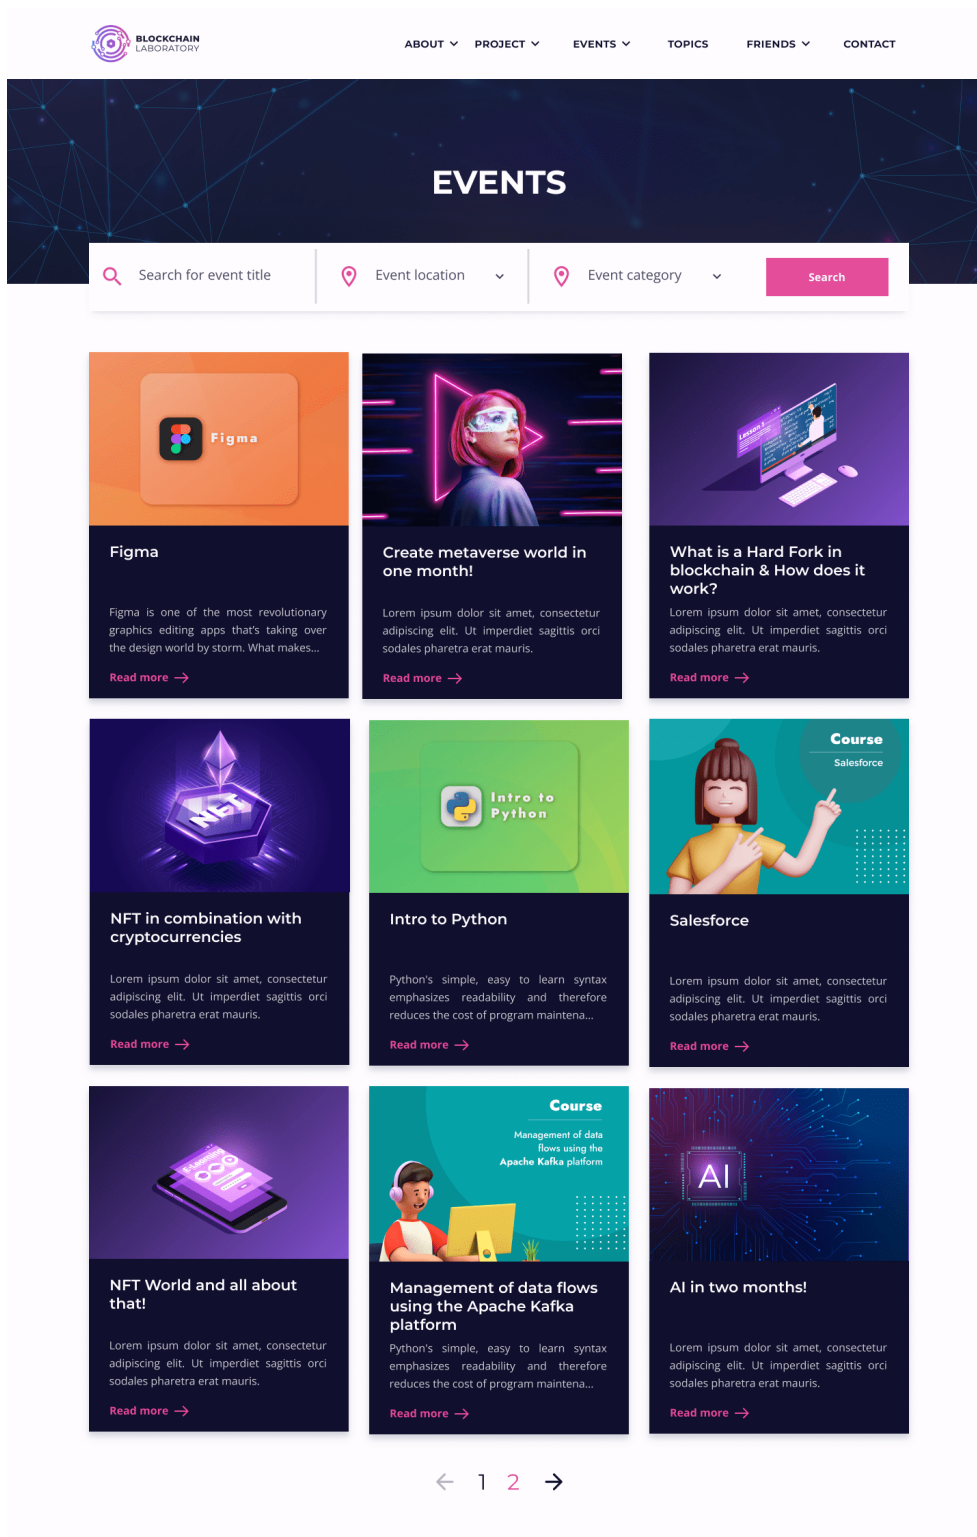 BLOCKCHAIN
LABORATORY
ABOUT PROJECT EVENTS TOPICS FRIENDS CONTACT
EVENTS
Search for event title
Event location
Event category
Search
Figma
Figma
Figma is one of the most revolutionary
graphics editing apps that's taking over
the design world by storm. What makes...
Read more
Create metaverse world in
one month!
Lorem ipsum dolor sit amet, consectetur
adipiscing elit. Ut imperdiet sagittis orci
sodales pharetra erat mauris.
Read more
Lesson 5
What is a Hard Fork in
blockchain & How does it
work?
Lorem ipsum dolor sit amet, consectetur
adipiscing elit. Ut imperdiet sagittis orci
sodales pharetra erat mauris.
Read more
NFT
NFT in combination with
cryptocurrencies
Lorem ipsum dolor sit amet, consectetur
adipiscing elit. Ut imperdiet sagittis orci
sodales pharetra erat mauris.
Read more
Intro to
Python
Intro to Python
Python's simple, easy to learn syntax
emphasizes readability and therefore
reduces the cost of program maintena...
Read more
Course
Salesforce
Salesforce
Lorem ipsum dolor sit amet, consectetur
adipiscing elit. Ut imperdiet sagittis orci
sodales pharetra erat mauris.
Read more
E-Learning
NFT World and all about
that!
Lorem ipsum dolor sit amet, consectetur
adipiscing elit. Ut imperdiet sagittis orci
sodales pharetra erat mauris.
Read more
Course
Management of data
flows using the
Apache Kafka platform
Management of data flows
using the Apache Kafka
platform
Python's simple, easy to learn syntax
emphasizes readability and therefore
reduces the cost of program maintena...
Read more
AI
AI in two months!
Lorem ipsum dolor sit amet, consectetur
adipiscing elit. Ut imperdiet sagittis orci
sodales pharetra erat mauris.
Read more
1 2